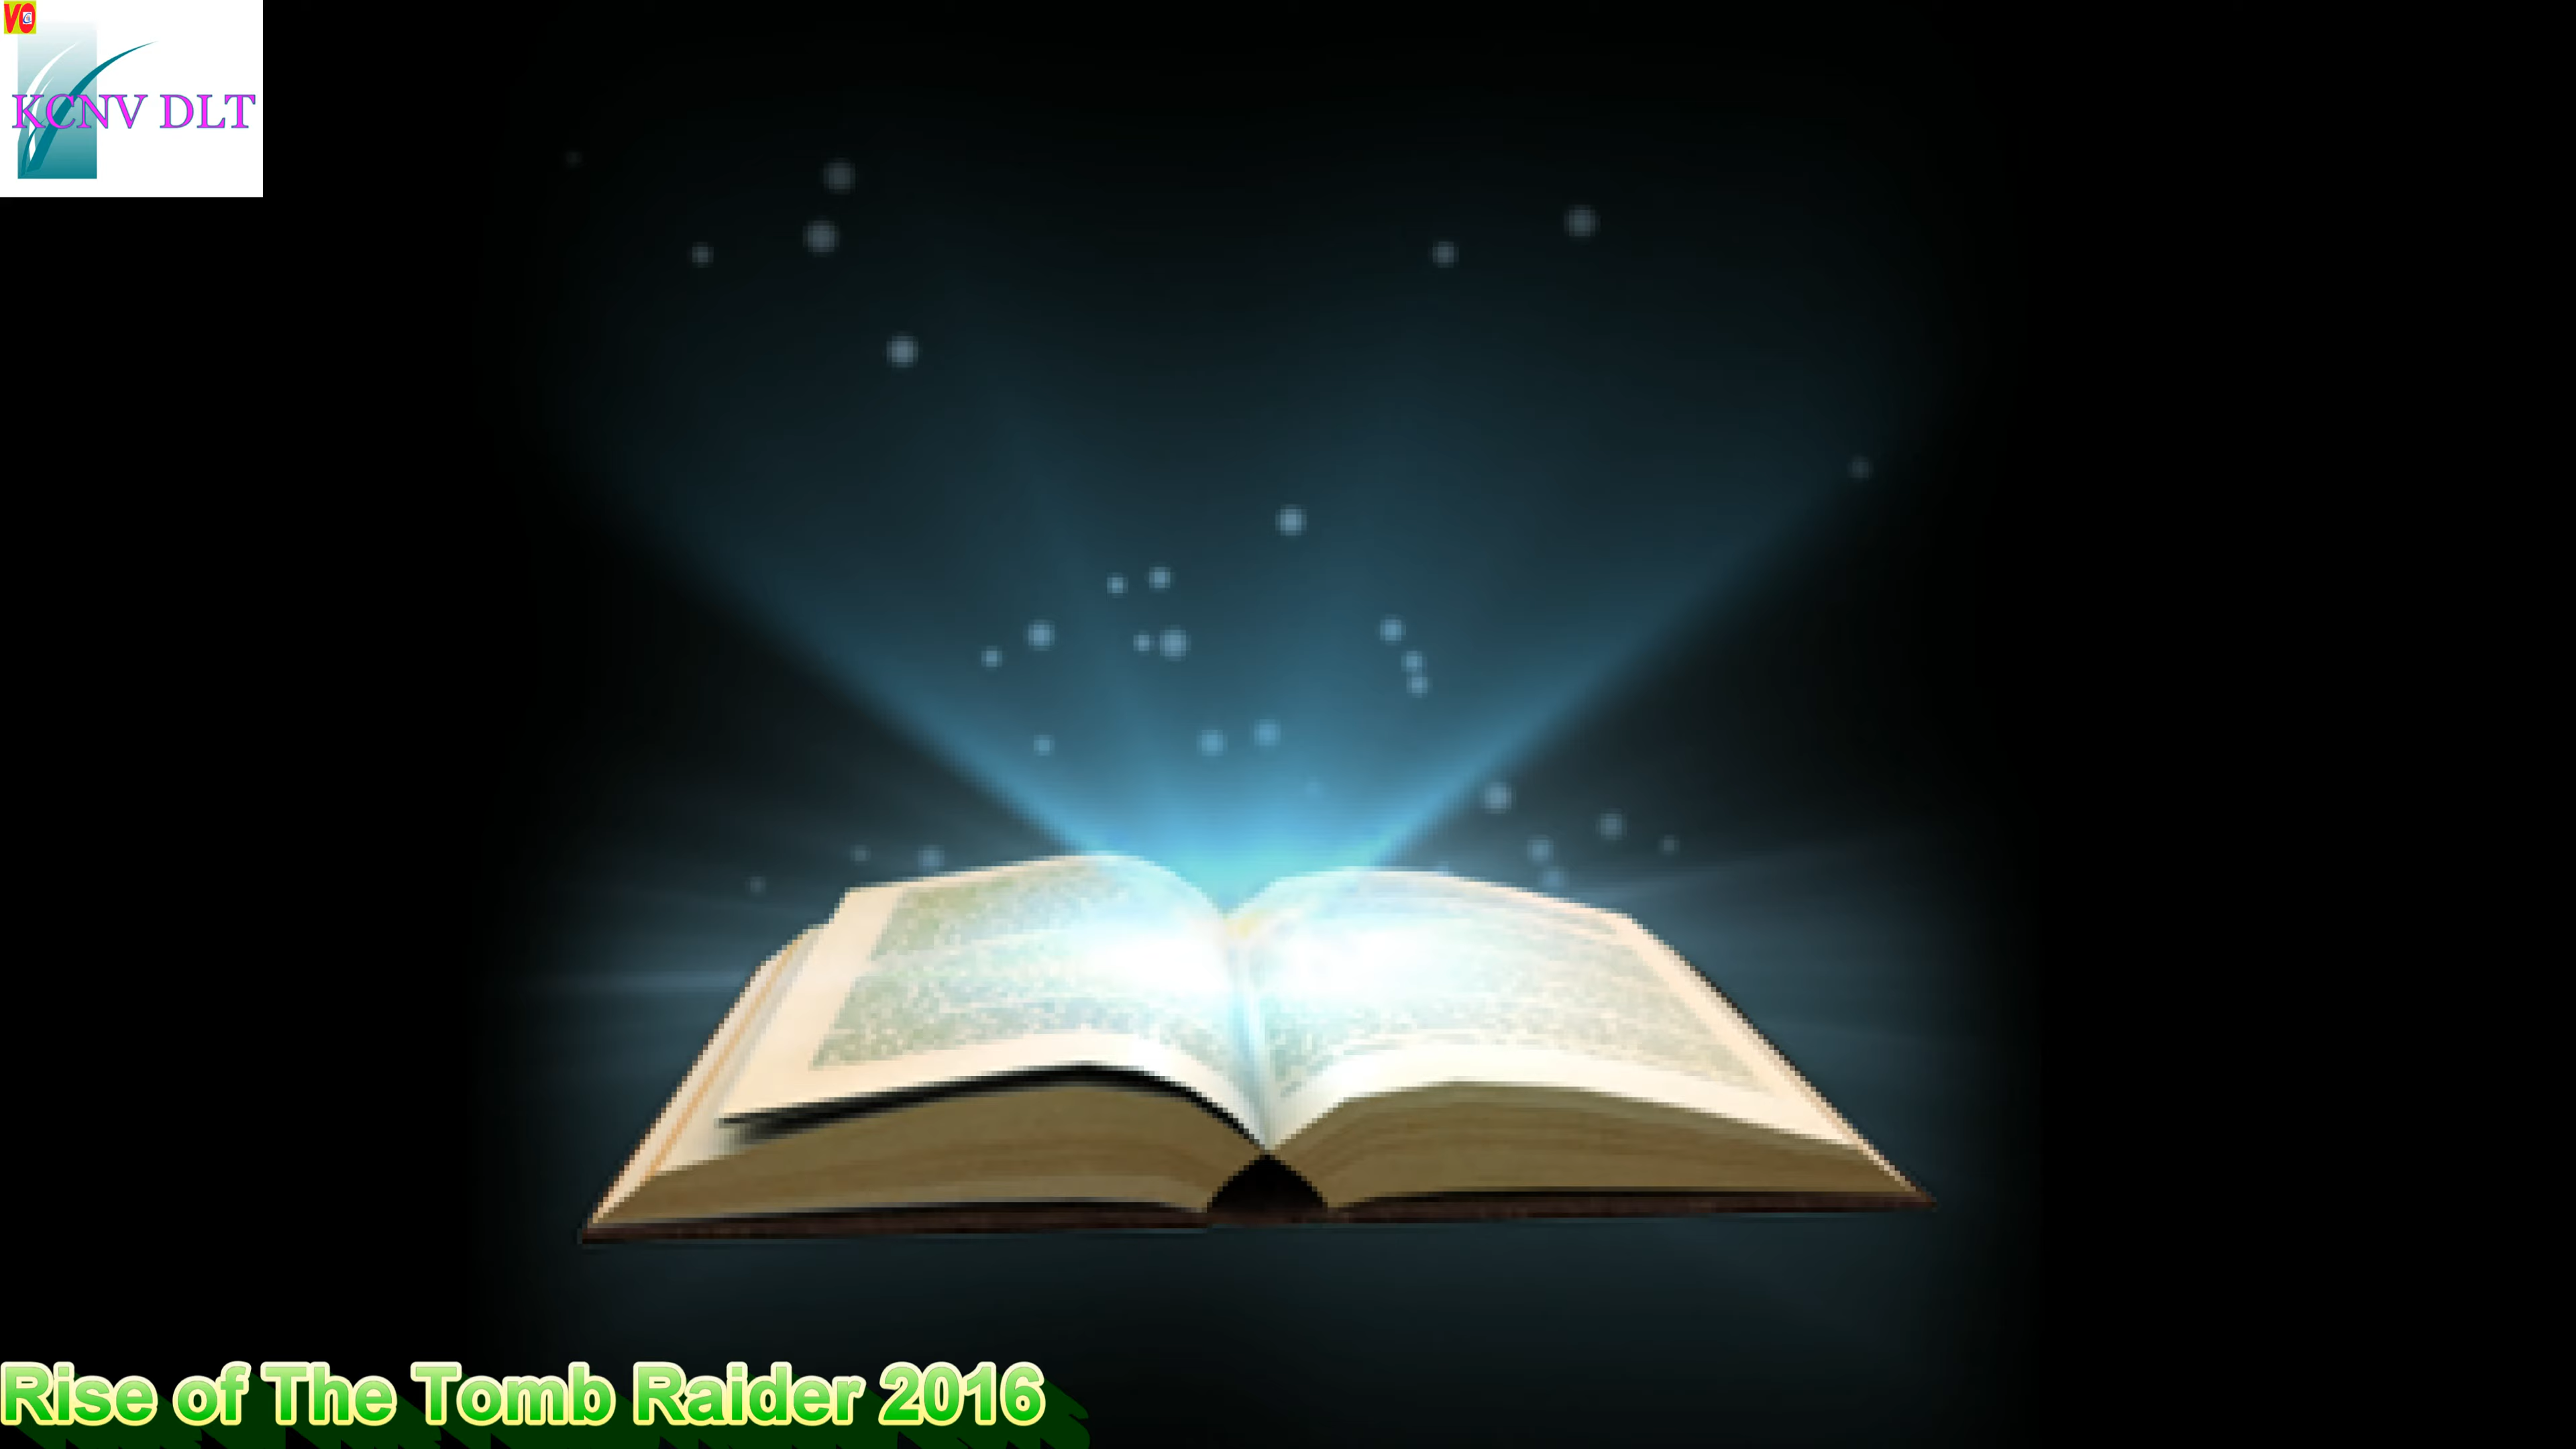 KCNV DLT
Rise of The Tomb Raider 2016